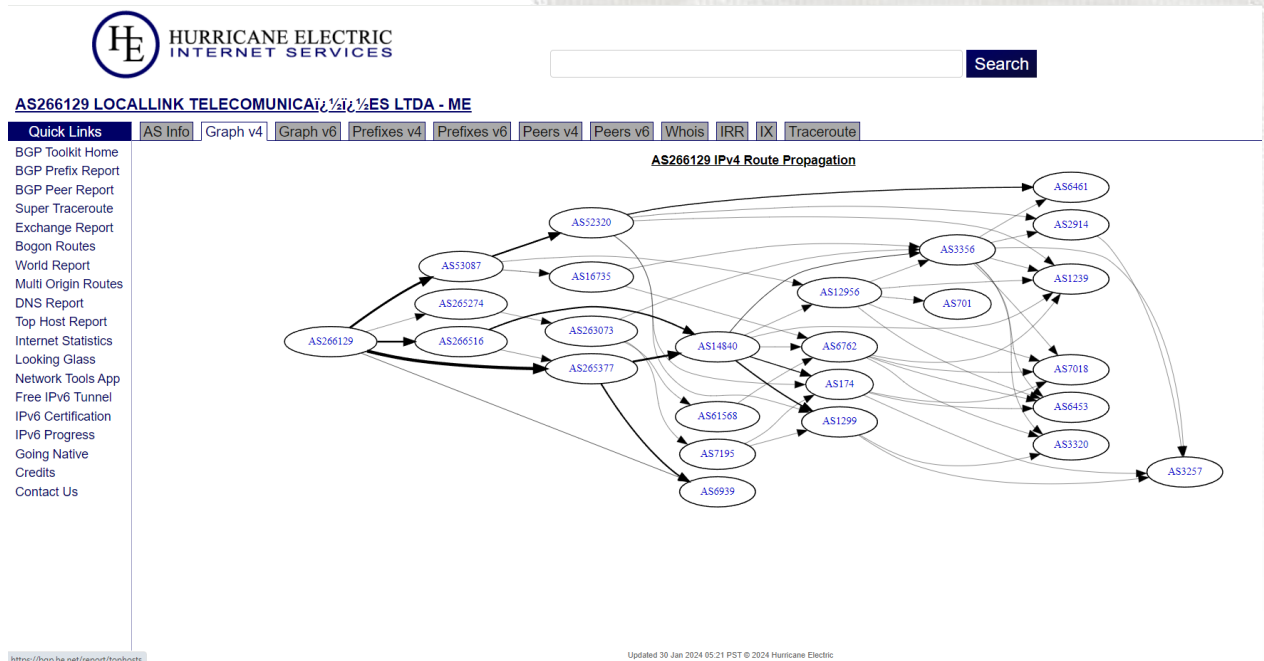 HURRICANE ELECTRIC
INTERNET SERVICES
Search
AS266129 LOCALLINK TELECOMUNICAï¿½ï¿½ES LTDA - ME
Quick Links
AS Info Graph v4 Graph v6 Prefixes v4 Prefixes v6 Peers v4 Peers v6 Whois IRR IX Traceroute
BGP Toolkit Home
BGP Prefix Report
BGP Peer Report
Super Traceroute
Exchange Report
Bogon Routes
World Report
Multi Origin Routes
DNS Report
Top Host Report
Internet Statistics
Looking Glass
Network Tools App
Free IPv6 Tunnel
IPv6 Certification
IPv6 Progress
Going Native
Credits
Contact Us
AS266129 IPv4 Route Propagation
AS266129
AS53087
AS265274
AS266516
AS52320
AS16735
AS263073
AS265377
AS14840
AS61568
AS7195
AS6939
AS12956
AS6762
AS174
AS1299
AS3356
AS701
AS6461
AS2914
AS1239
AS7018
AS6453
AS3320
AS3257
https://bgp.he.net/report/tophosts
Updated 30 Jan 2024 05:21 PST © 2024 Hurricane Electric